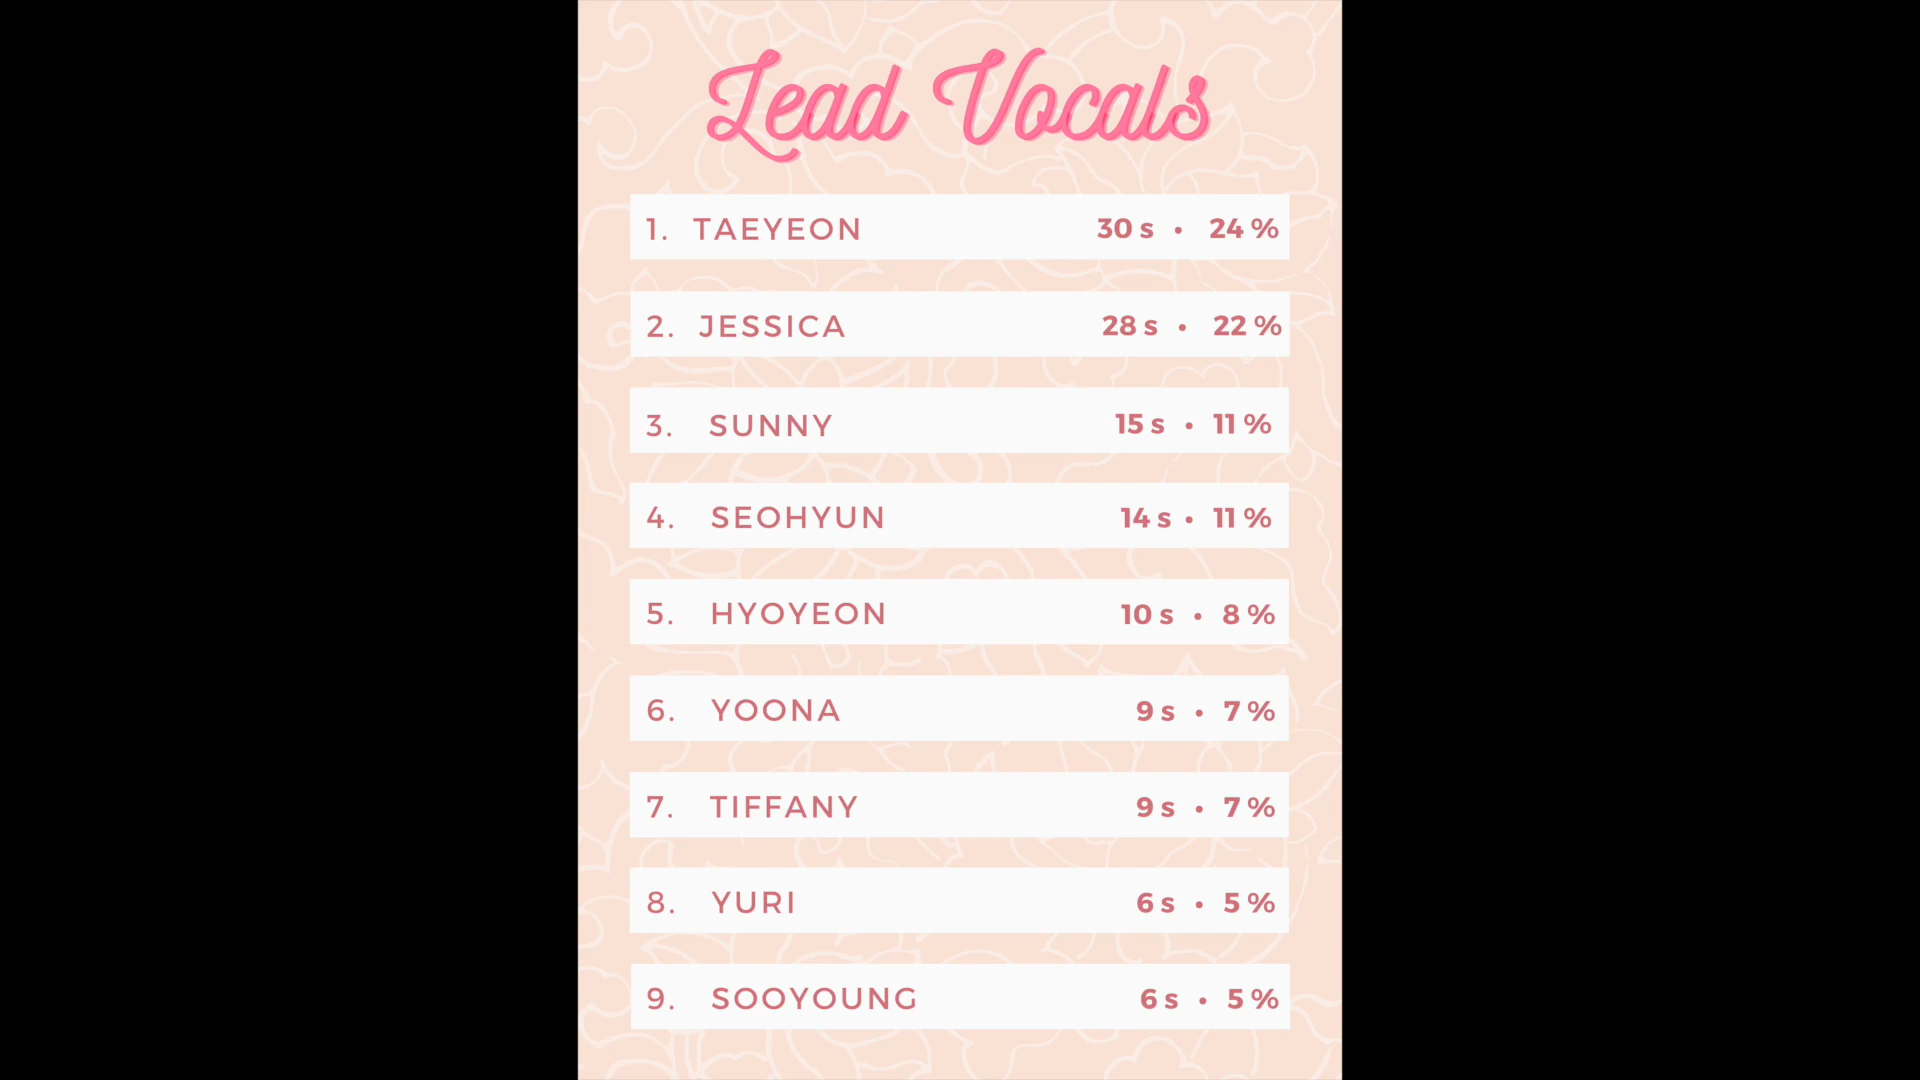 Lead Vocals
1. TAEYEON 30 s • 24 %
2. JESSICA 28 s • 22 %
3. SUNNY 15 s • 11 %
4. SEOHYUN 14 s • 11 %
5. HYOYEON 10 s • 8 %
6. YOONA 9 s • 7 %
7. TIFFANY 9 s • 7 %
8. YURI 6 s • 5 %
9. SOOYOUNG 6 s • 5 %